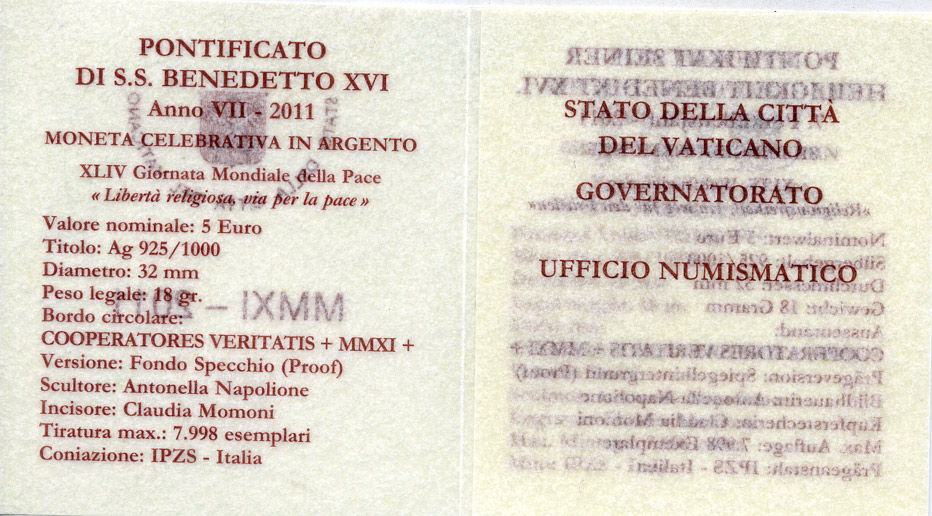 PONTIFICATO
DI S.S. BENEDETTO XVI
Anno VII - 2011
MONETA CELEBRATIVA IN ARGENTO
XLIV Giornata Mondiale della Pace
« Libertà religiosa, via per la pace »
Valore nominale: 5 Euro
Titolo: Ag 925/1000
Diametro: 32 mm
Peso legale: 18 gr.
Bordo circolare:
COOPERATORES VERITATIS + MMXI +
Versione: Fondo Specchio (Proof)
Scultore: Antonella Napolione
Incisore: Claudia Momoni
Tiratura max.: 7.998 esemplari
Coniazione: IPZS - Italia
STATO DELLA CITTÀ
DEL VATICANO
GOVERNATORATO
UFFICIO NUMISMATICO